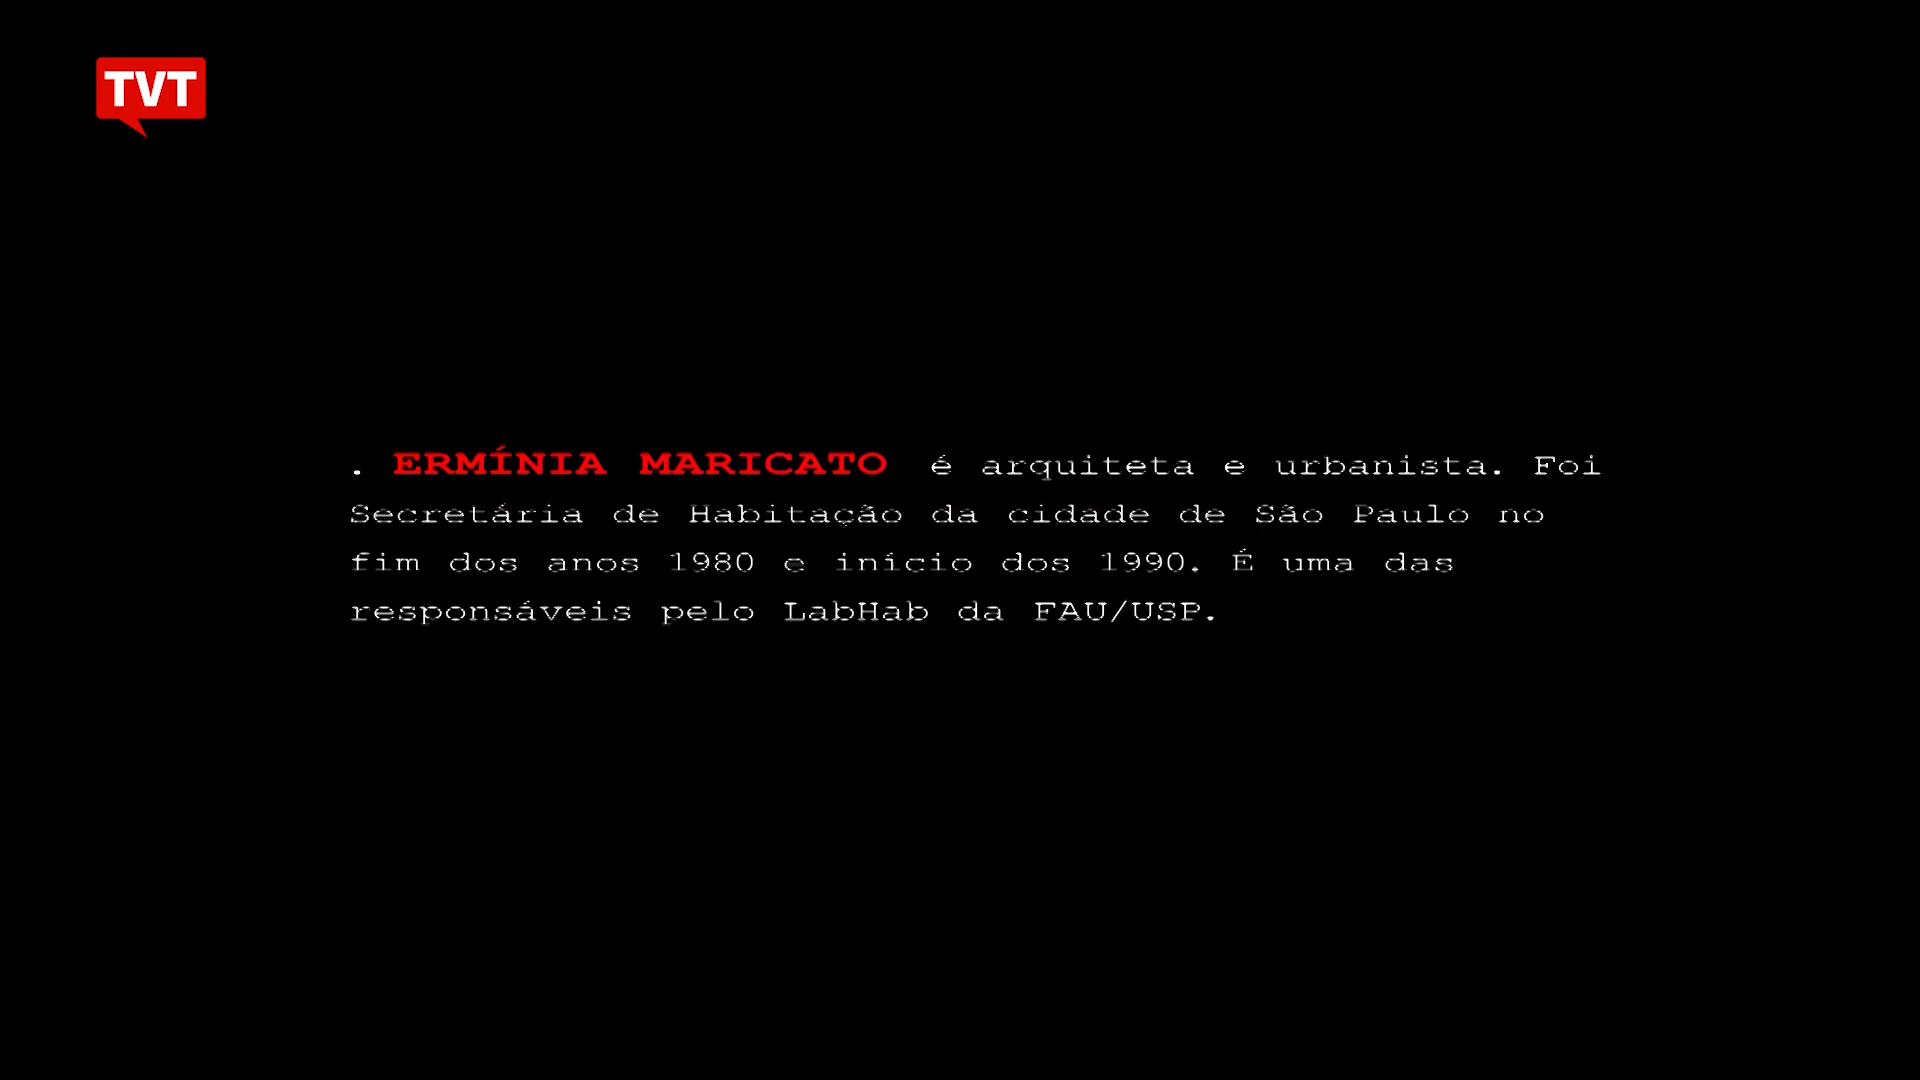 TVT
. ERMÍNIA MARICATO é arquiteta e urbanista. Foi
Secretária de Habitação da cidade de São Paulo no
fim dos anos 1980 e início dos 1990. É uma das
responsáveis pelo LabHab da FAU/USP.